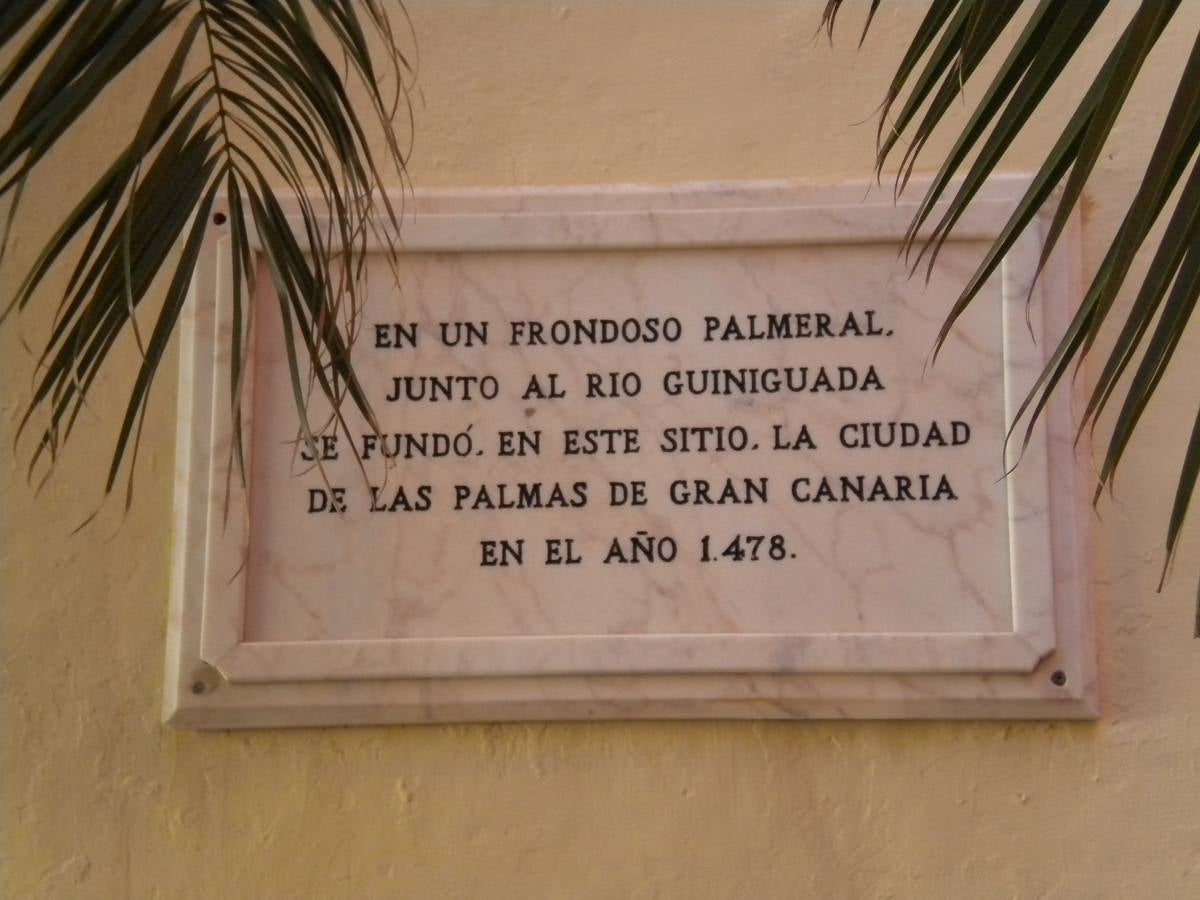 EN UN FRONDOSO PALMERAL,
JUNTO AL RIO GUINIGUADA
SE FUNDÓ, EN ESTE SITIO, LA CIUDAD
DE LAS PALMAS DE GRAN CANARIA
EN EL AÑO 1.478.